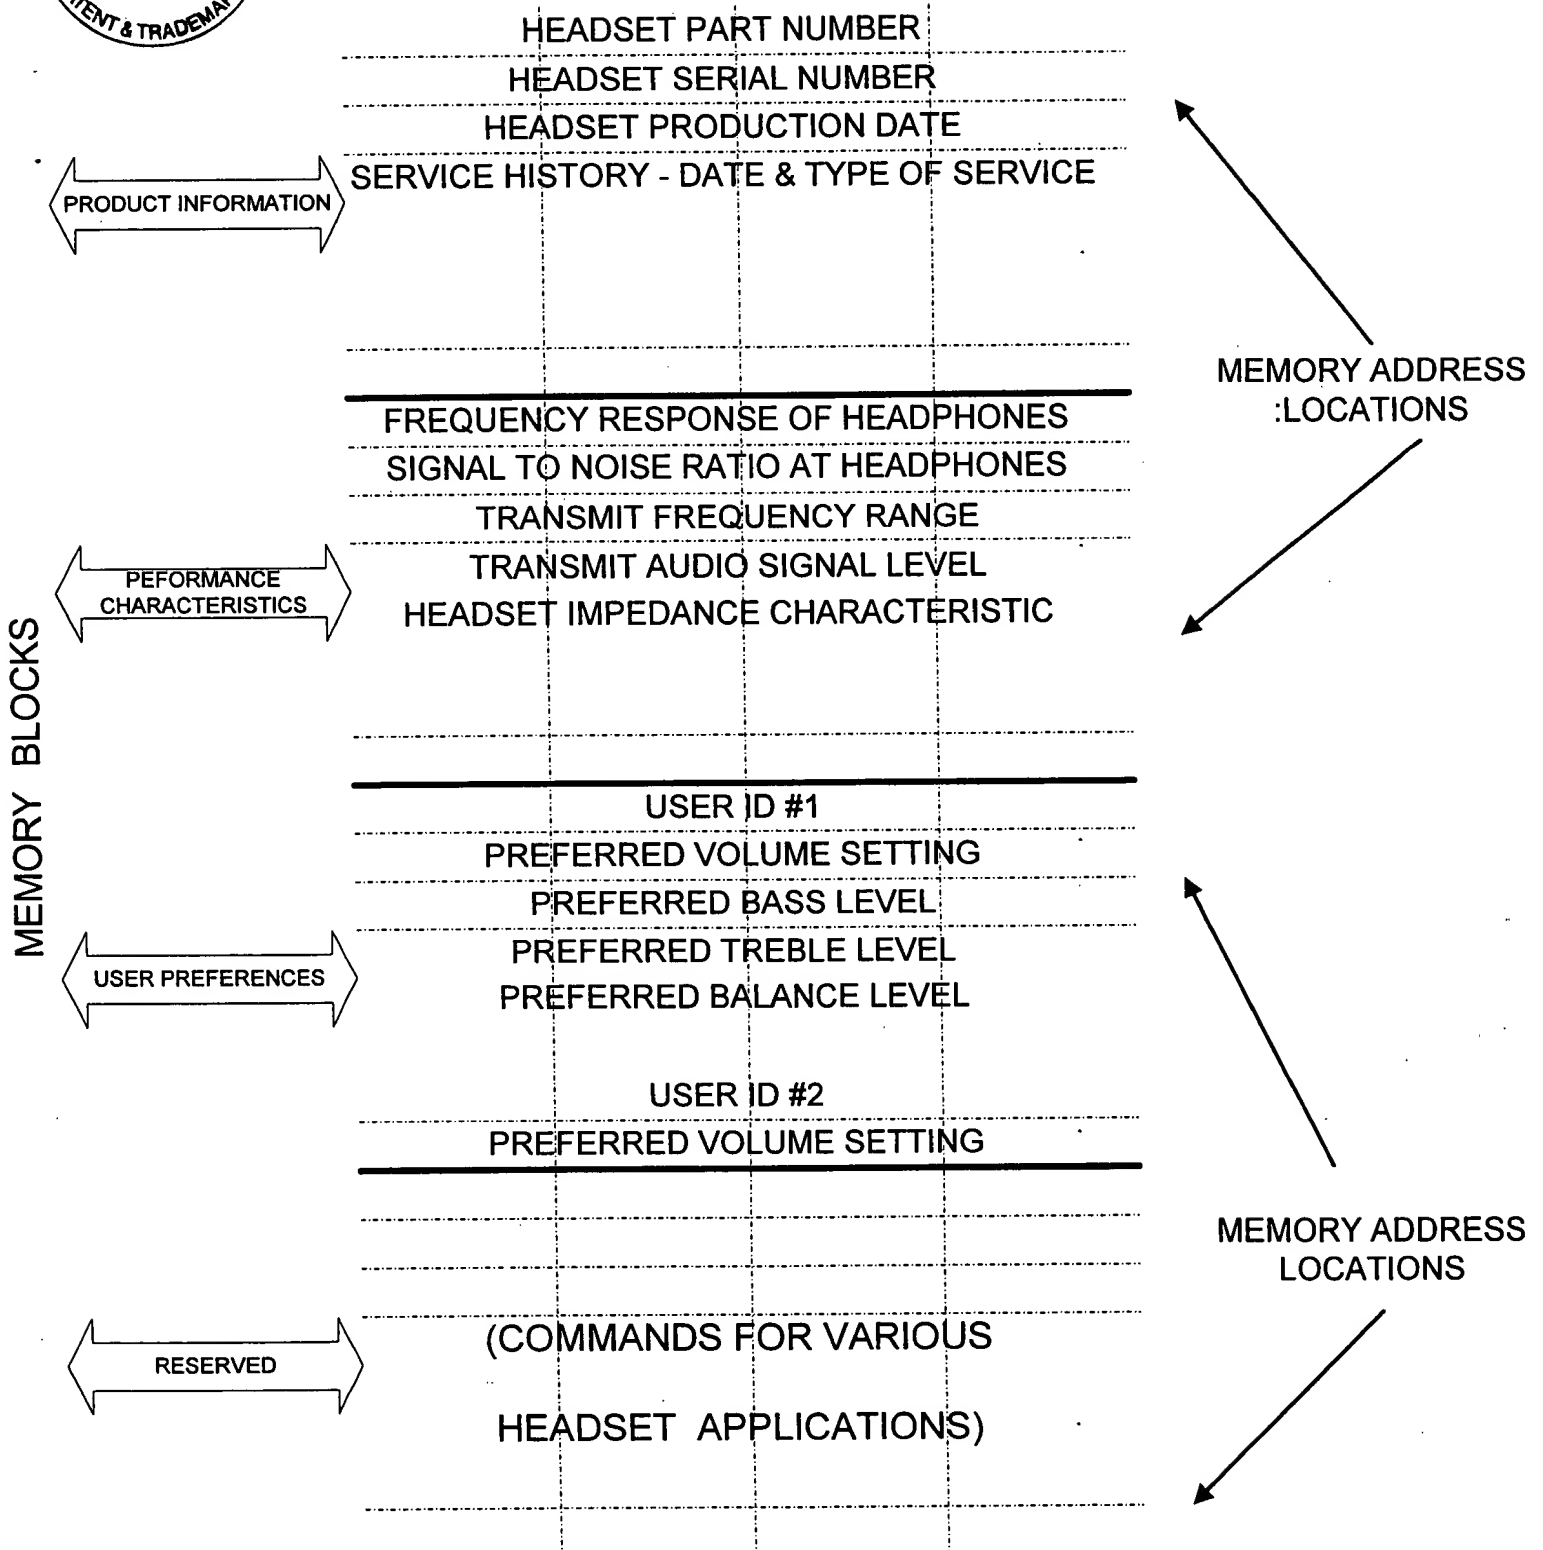 TENT & TRADEMA
HEADSET PART NUMBER
HEADSET SERIAL NUMBER
HEADSET PRODUCTION DATE
SERVICE HISTORY - DATE & TYPE OF SERVICE
PRODUCT INFORMATION
MEMORY ADDRESS
:LOCATIONS
FREQUENCY RESPONSE OF HEADPHONES
SIGNAL TO NOISE RATIO AT HEADPHONES
TRANSMIT FREQUENCY RANGE
TRANSMIT AUDIO SIGNAL LEVEL
HEADSET IMPEDANCE CHARACTERISTIC
PEFORMANCE
CHARACTERISTICS
MEMORY BLOCKS
USER ID #1
PREFERRED VOLUME SETTING
PREFERRED BASS LEVEL
PREFERRED TREBLE LEVEL
PREFERRED BALANCE LEVEL
USER PREFERENCES
USER ID #2
PREFERRED VOLUME SETTING
MEMORY ADDRESS
LOCATIONS
(COMMANDS FOR VARIOUS
HEADSET APPLICATIONS)
RESERVED